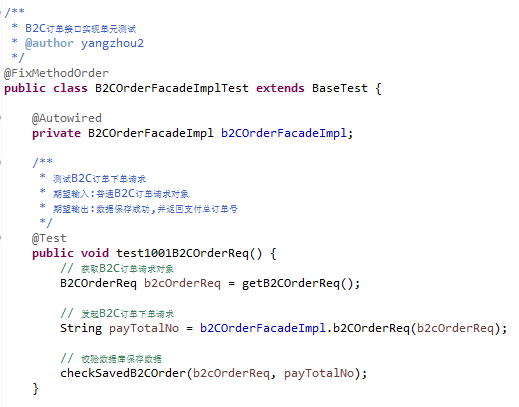 /**
 * B2C订单接口实现单元测试
 * @author yangzhou2
 */
@FixMethodOrder
public class B2COrderFacadeImplTest extends BaseTest {

    @Autowired
    private B2COrderFacadeImpl b2COrderFacadeImpl;

    /**
     * 测试B2C订单下单请求
     * 期望输入:普通B2C订单请求对象
     * 期望输出:数据保存成功,并返回支付总订单号
     */
    @Test
    public void test1001B2COrderReq() {
        // 获取B2C订单请求对象
        B2COrderReq b2cOrderReq = getB2COrderReq();

        // 发起B2C订单下单请求
        String payTotalNo = b2COrderFacadeImpl.b2COrderReq(b2cOrderReq);

        // 校验数据库保存数据
        checkSavedB2COrder(b2cOrderReq, payTotalNo);
    }